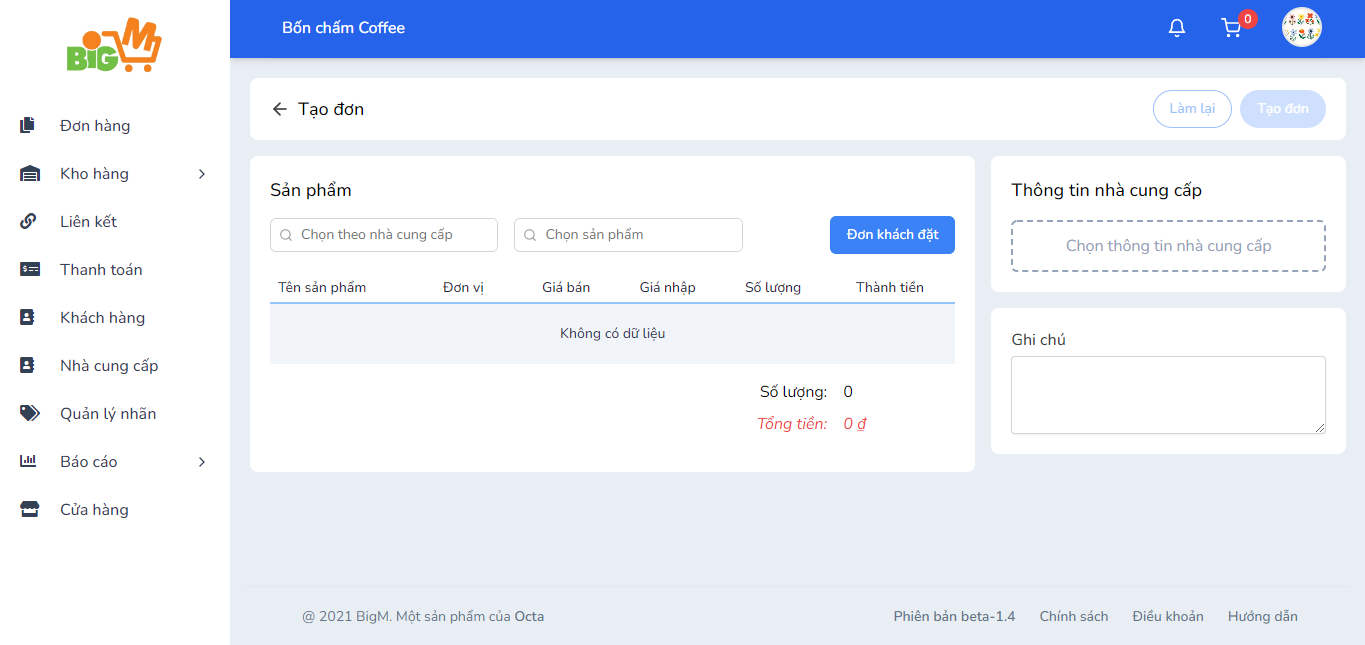 BIGM
Đơn hàng
Kho hàng
Liên kết
Thanh toán
Khách hàng
Nhà cung cấp
Quản lý nhãn
Báo cáo
Cửa hàng
Bốn chấm Coffee
0
Tạo đơn
Làm lại Tạo đơn
Sản phẩm
Chọn theo nhà cung cấp Chọn sản phẩm Đơn khách đặt
Tên sản phẩm Đơn vị Giá bán Giá nhập Số lượng Thành tiền
Không có dữ liệu
Số lượng: 0
Tổng tiền: 0 ₫
Thông tin nhà cung cấp
Chọn thông tin nhà cung cấp
Ghi chú
@ 2021 BigM. Một sản phẩm của Octa
Phiên bản beta-1.4 Chính sách Điều khoản Hướng dẫn